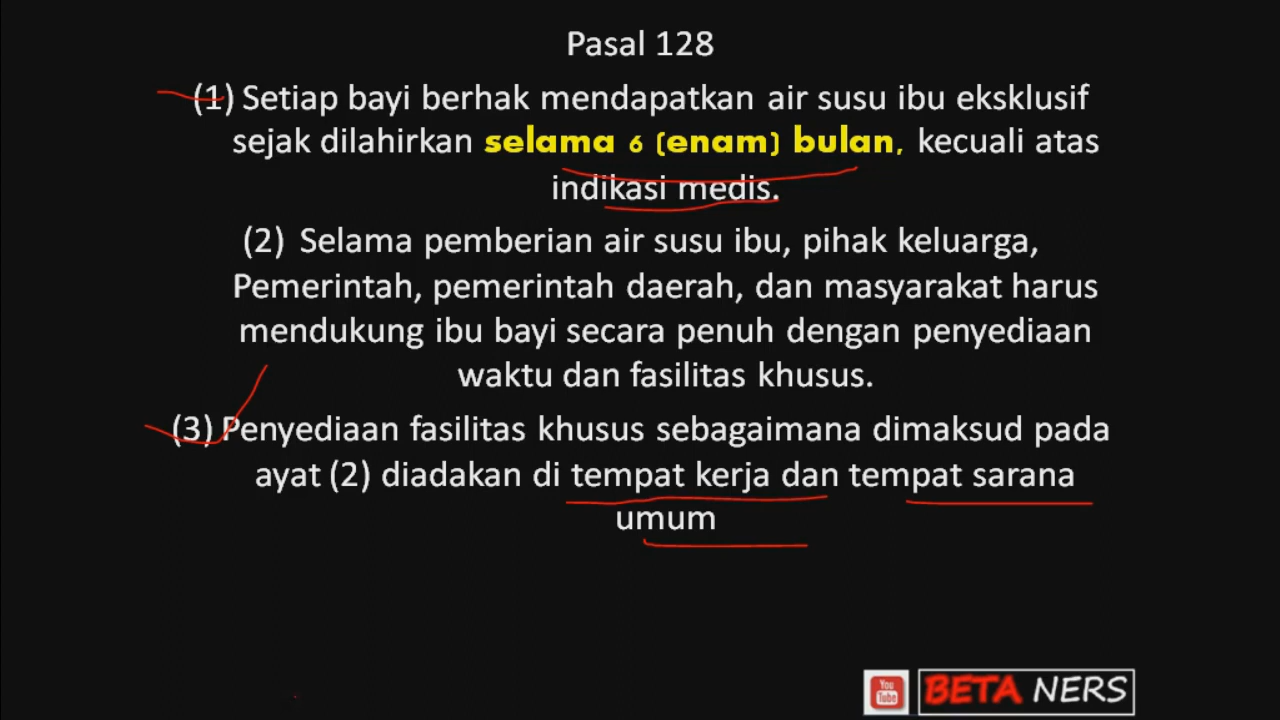 Pasal 128
(1) Setiap bayi berhak mendapatkan air susu ibu eksklusif
sejak dilahirkan selama 6 (enam) bulan, kecuali atas
indikasi medis.
(2) Selama pemberian air susu ibu, pihak keluarga,
Pemerintah, pemerintah daerah, dan masyarakat harus
mendukung ibu bayi secara penuh dengan penyediaan
waktu dan fasilitas khusus.
(3) Penyediaan fasilitas khusus sebagaimana dimaksud pada
ayat (2) diadakan di tempat kerja dan tempat sarana
umum
You Tube BETA NERS